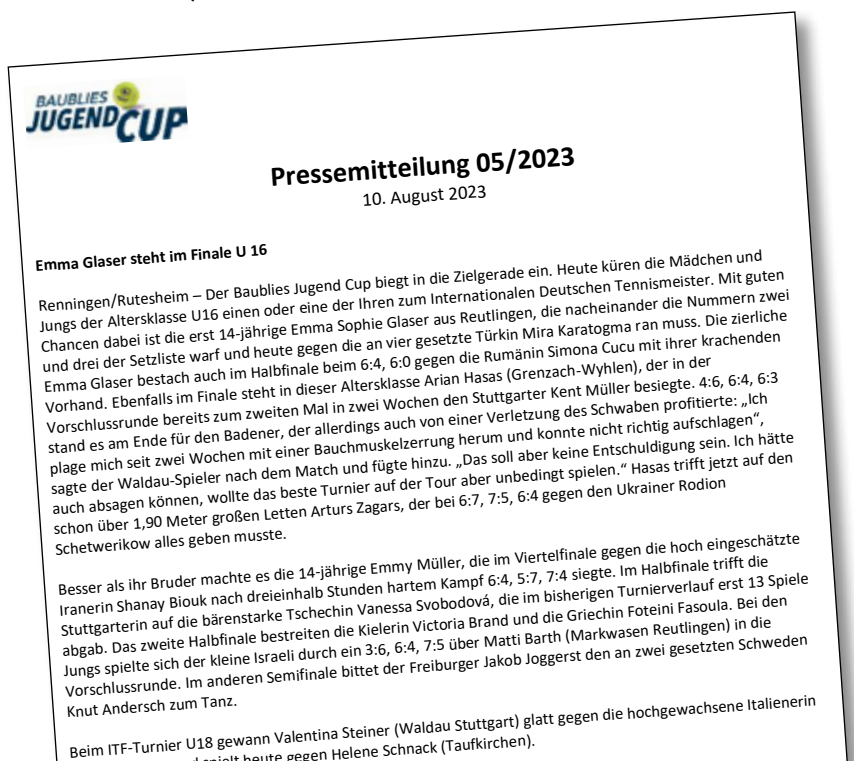 BAUBLIES
JUGENDCUP
Pressemitteilung 05/2023
10. August 2023
Emma Glaser steht im Finale U 16
Renningen/Rutesheim – Der Baublies Jugend Cup biegt in die Zielgerade ein. Heute küren die Mädchen und
Jungs der Altersklasse U16 einen oder eine der Ihren zum Internationalen Deutschen Tennismeister. Mit guten
Chancen dabei ist die erst 14-jährige Emma Sophie Glaser aus Reutlingen, die nacheinander die Nummern zwei
und drei der Setzliste warf und heute gegen die an vier gesetzte Türkin Mira Karatogma ran muss. Die zierliche
Emma Glaser bestach auch im Halbfinale beim 6:4, 6:0 gegen die Rumänin Simona Cucu mit ihrer krachenden
Vorhand. Ebenfalls im Finale steht in dieser Altersklasse Arian Hasas (Grenzach-Wyhlen), der in der
Vorschlussrunde bereits zum zweiten Mal in zwei Wochen den Stuttgarter Kent Müller besiegte. 4:6, 6:4, 6:3
stand es am Ende für den Badener, der allerdings auch von einer Verletzung des Schwaben profitierte: „Ich
plage mich seit zwei Wochen mit einer Bauchmuskelzerrung herum und konnte nicht richtig aufschlagen“,
sagte der Waldau-Spieler nach dem Match und fügte hinzu. „Das soll aber keine Entschuldigung sein. Ich hätte
auch absagen können, wollte das beste Turnier auf der Tour aber unbedingt spielen.“ Hasas trifft jetzt auf den
schon über 1,90 Meter großen Letten Arturs Zagars, der bei 6:7, 7:5, 6:4 gegen den Ukrainer Rodion
Schetwerikow alles geben musste.
Besser als ihr Bruder machte es die 14-jährige Emmy Müller, die im Viertelfinale gegen die hoch eingeschätzte
Iranerin Shanay Biouk nach dreieinhalb Stunden hartem Kampf 6:4, 5:7, 7:4 siegte. Im Halbfinale trifft die
Stuttgarterin auf die bärenstarke Tschechin Vanessa Svobodová, die im bisherigen Turnierverlauf erst 13 Spiele
abgab. Das zweite Halbfinale bestreiten die Kielerin Victoria Brand und die Griechin Foteini Fasoula. Bei den
Jungs spielte sich der kleine Israeli durch ein 3:6, 6:4, 7:5 über Matti Barth (Markwasen Reutlingen) in die
Vorschlussrunde. Im anderen Semifinale bittet der Freiburger Jakob Joggerst den an zwei gesetzten Schweden
Knut Andersch zum Tanz.
Beim ITF-Turnier U18 gewann Valentina Steiner (Waldau Stuttgart) glatt gegen die hochgewachsene Italienerin
spielt heute gegen Helene Schnack (Taufkirchen).